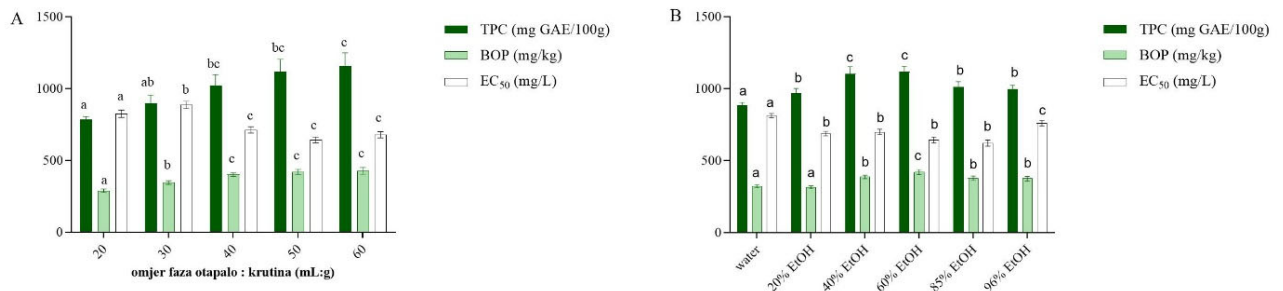 A
1500
1000
500
0
a
a
a
ab
b
b
bc
c
c
bc
c
c
c
c
c
20
30
40
50
60
omjer faza otapalo : krutina (mL:g)
TPC (mg GAE/100g)
BOP (mg/kg)
EC₅₀ (mg/L)
B
1500
1000
500
0
a
a
a
b
a
b
c
b
b
c
c
b
b
b
b
b
b
c
water
20% EtOH
40% EtOH
60% EtOH
85% EtOH
96% EtOH
TPC (mg GAE/100g)
BOP (mg/kg)
EC₅₀ (mg/L)